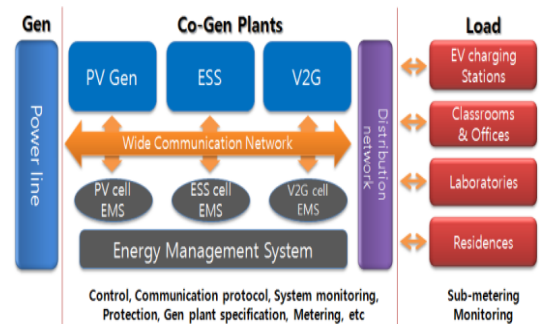 Gen
Co-Gen Plants
Load
Power line
PV Gen
ESS
V2G
Wide Communication Network
PV cell
EMS
ESS cell
EMS
V2G cell
EMS
Energy Management System
Distribution
network
EV charging
Stations
Classrooms
& Offices
Laboratories
Residences
Control, Communication protocol, System monitoring,
Protection, Gen plant specification, Metering, etc
Sub-metering
Monitoring